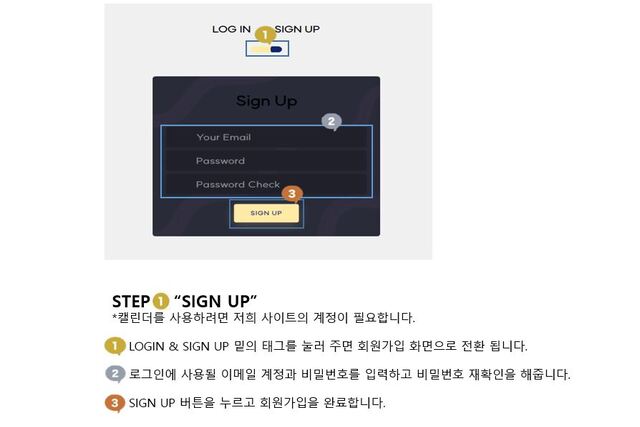 LOG IN 1 SIGN UP
Sign Up
2
Your Email
Password
Password Check
3
SIGN UP
STEP 1 “SIGN UP”
*캘린더를 사용하려면 저희 사이트의 계정이 필요합니다.
1 LOGIN & SIGN UP 밑의 태그를 눌러 주면 회원가입 화면으로 전환 됩니다.
2 로그인에 사용될 이메일 계정과 비밀번호를 입력하고 비밀번호 재확인을 해줍니다.
3 SIGN UP 버튼을 누르고 회원가입을 완료합니다.